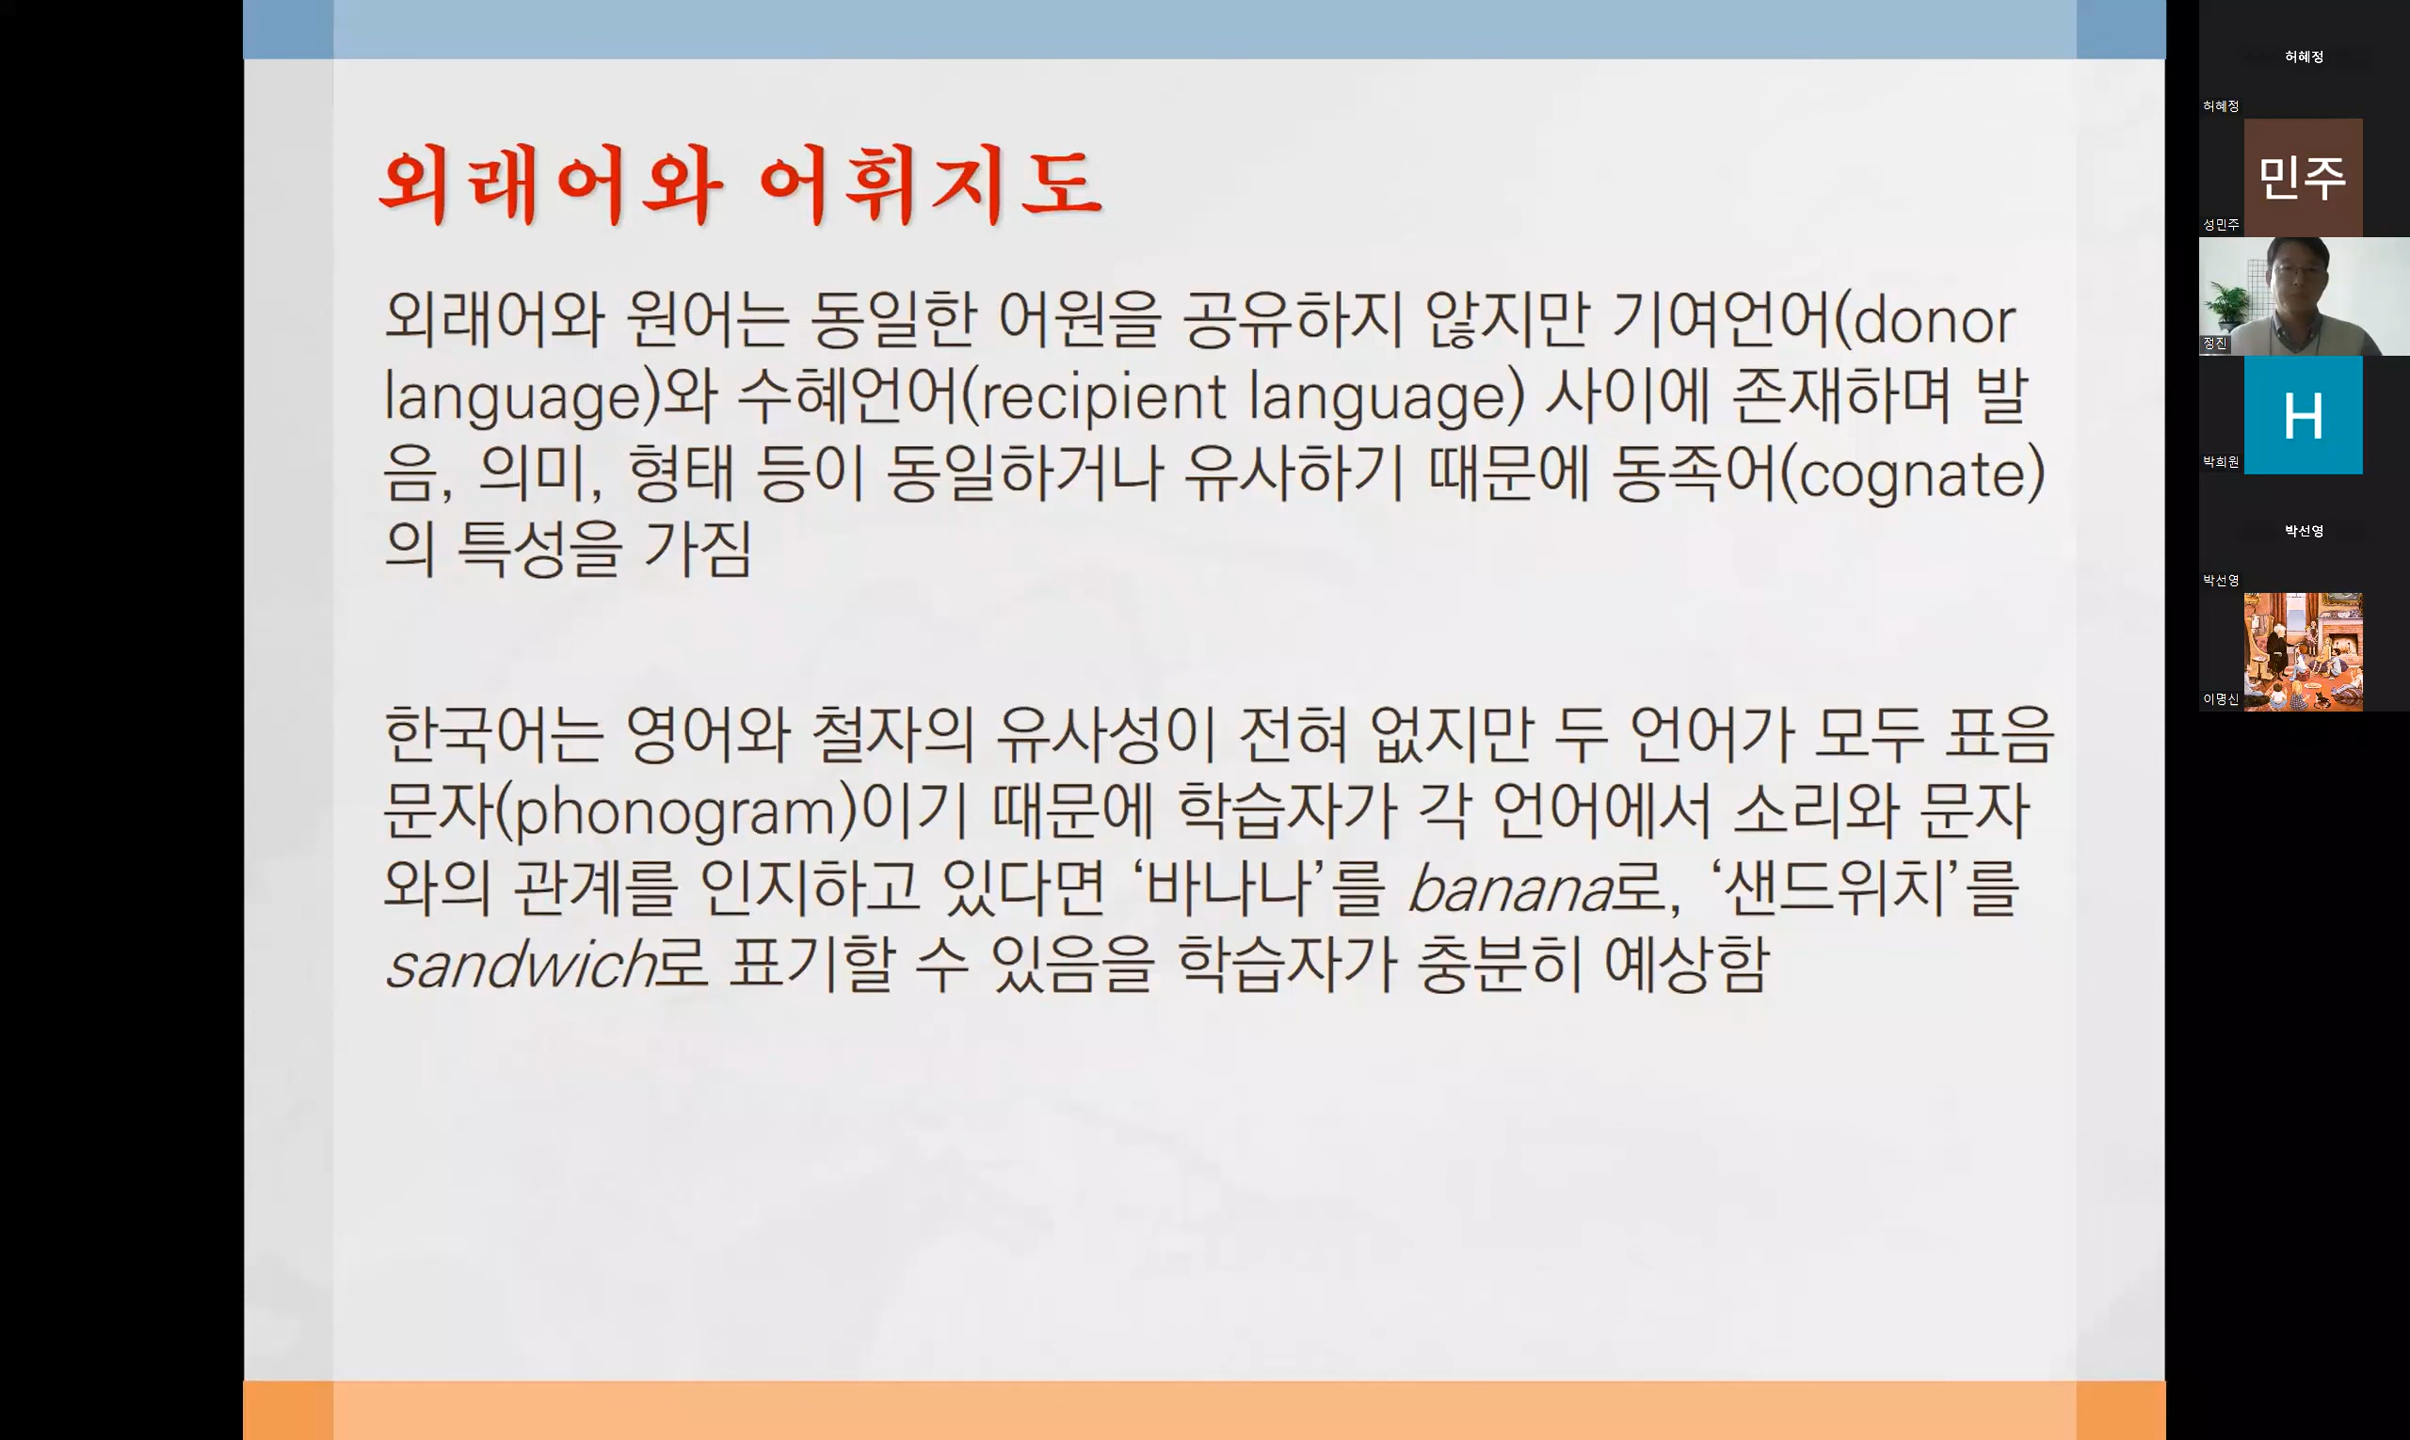 외래어와 어휘지도
외래어와 원어는 동일한 어원을 공유하지 않지만 기여언어(donor
language)와 수혜언어(recipient language) 사이에 존재하며 발
음, 의미, 형태 등이 동일하거나 유사하기 때문에 동족어(cognate)
의 특성을 가짐
한국어는 영어와 철자의 유사성이 전혀 없지만 두 언어가 모두 표음
문자(phonogram)이기 때문에 학습자가 각 언어에서 소리와 문자
와의 관계를 인지하고 있다면 ‘바나나’를 banana로, ‘샌드위치’를
sandwich로 표기할 수 있음을 학습자가 충분히 예상함
허혜정
허혜정
민주
성민주
정진
H
박희원
박선영
박선영
이명신